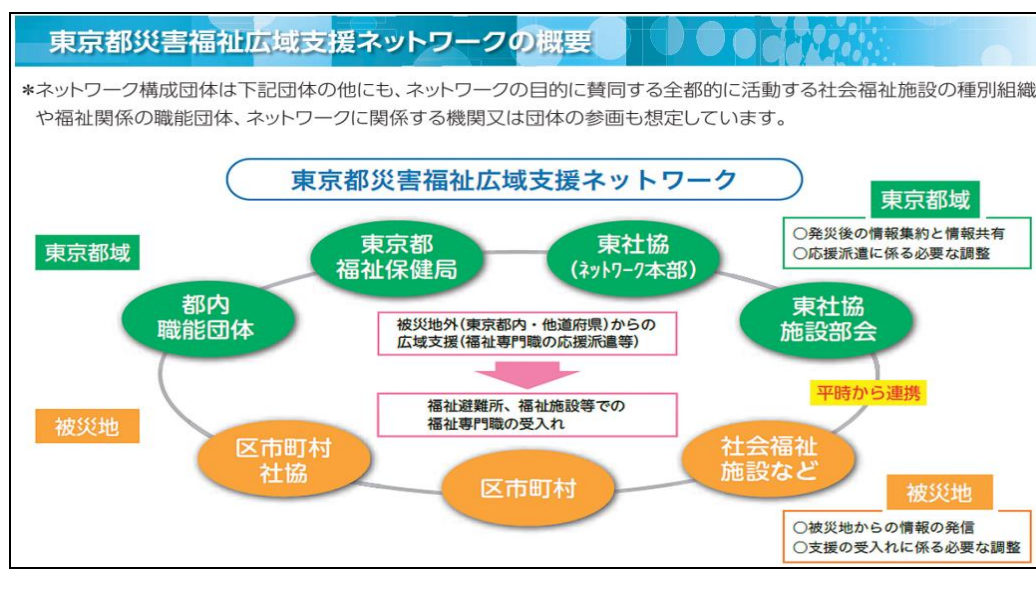 東京都災害福祉広域支援ネットワークの概要
*ネットワーク構成団体は下記団体の他にも、ネットワークの目的に賛同する全都的に活動する社会福祉施設の種別組織
や福祉関係の職能団体、ネットワークに関係する機関又は団体の参画も想定しています。
東京都災害福祉広域支援ネットワーク
東京都域
東京都
福祉保健局
東社協
(ネットワーク本部)
東京都域
○発災後の情報集約と情報共有
○応援派遣に係る必要な調整
都内
職能団体
東社協
施設部会
被災地外(東京都内・他道府県)からの
広域支援(福祉専門職の応援派遣等)
平時から連携
福祉避難所、福祉施設等での
福祉専門職の受入れ
被災地
区市町村
社協
区市町村
社会福祉
施設など
被災地
○被災地からの情報の発信
○支援の受入れに係る必要な調整